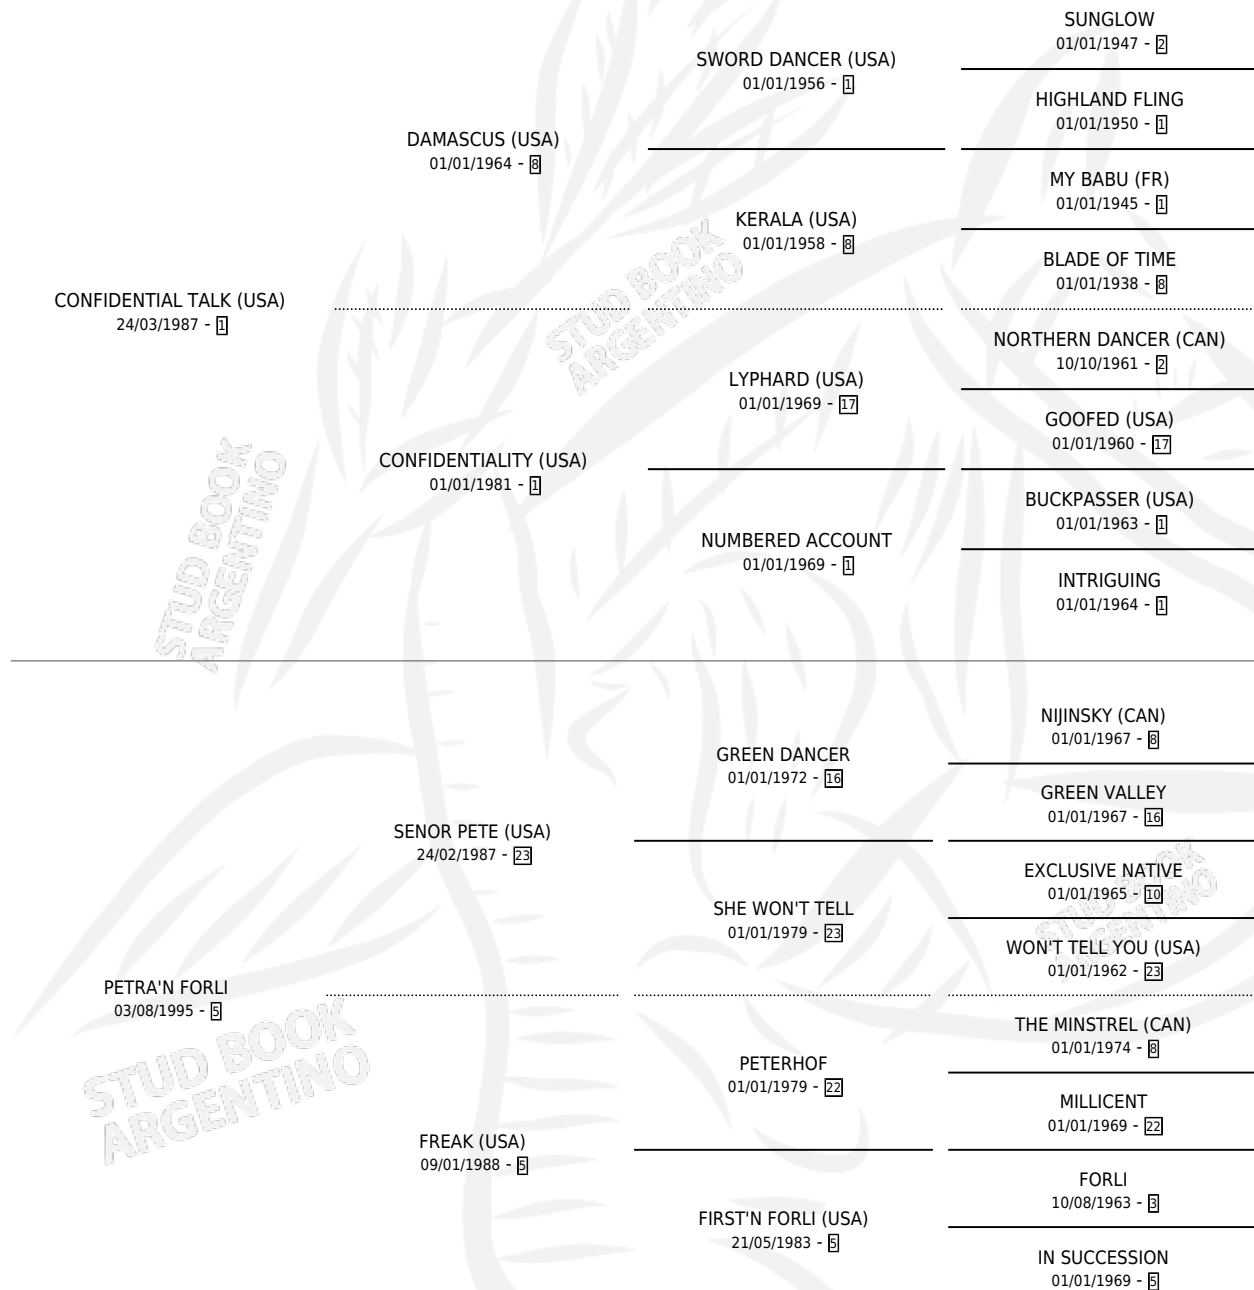 SUNGLOW
01/01/1947 - 2
SWORD DANCER (USA)
01/01/1956 - 1
HIGHLAND FLING
01/01/1950 - 1
DAMASCUS (USA)
01/01/1964 - 8
MY BABU (FR)
01/01/1945 - 1
KERALA (USA)
01/01/1958 - 8
BLADE OF TIME
01/01/1938 - 8
CONFIDENTIAL TALK (USA)
24/03/1987 - 1
NORTHERN DANCER (CAN)
10/10/1961 - 2
LYPHARD (USA)
01/01/1969 - 17
GOOFED (USA)
01/01/1960 - 17
CONFIDENTIALITY (USA)
01/01/1981 - 1
BUCKPASSER (USA)
01/01/1963 - 1
NUMBERED ACCOUNT
01/01/1969 - 1
INTRIGUING
01/01/1964 - 1
NIJINSKY (CAN)
01/01/1967 - 8
GREEN DANCER
01/01/1972 - 16
GREEN VALLEY
01/01/1967 - 16
SENOR PETE (USA)
24/02/1987 - 23
EXCLUSIVE NATIVE
01/01/1965 - 10
SHE WON'T TELL
01/01/1979 - 23
WON'T TELL YOU (USA)
01/01/1962 - 23
PETRA'N FORLI
03/08/1995 - 5
THE MINSTREL (CAN)
01/01/1974 - 8
PETERHOF
01/01/1979 - 22
MILLICENT
01/01/1969 - 22
FREAK (USA)
09/01/1988 - 5
FORLI
10/08/1963 - 3
FIRST'N FORLI (USA)
21/05/1983 - 5
IN SUCCESSION
01/01/1969 - 5
STUD BOOK
ARGENTINO
STUD BOOK
ARGENTINO
STUD BOOK
ARGENTINO
STUD BOOK
ARGENTINO